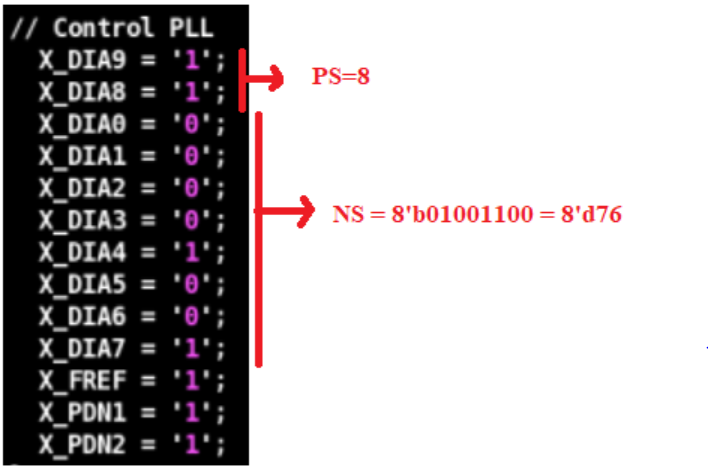 // Control PLL
X_DIA9 = '1';
X_DIA8 = '1';
PS=8
X_DIA0 = '0';
X_DIA1 = '0';
X_DIA2 = '0';
X_DIA3 = '0';
NS = 8'b01001100 = 8'd76
X_DIA4 = '1';
X_DIA5 = '0';
X_DIA6 = '0';
X_DIA7 = '1';
X_FREF = '1';
X_PDN1 = '1';
X_PDN2 = '1';